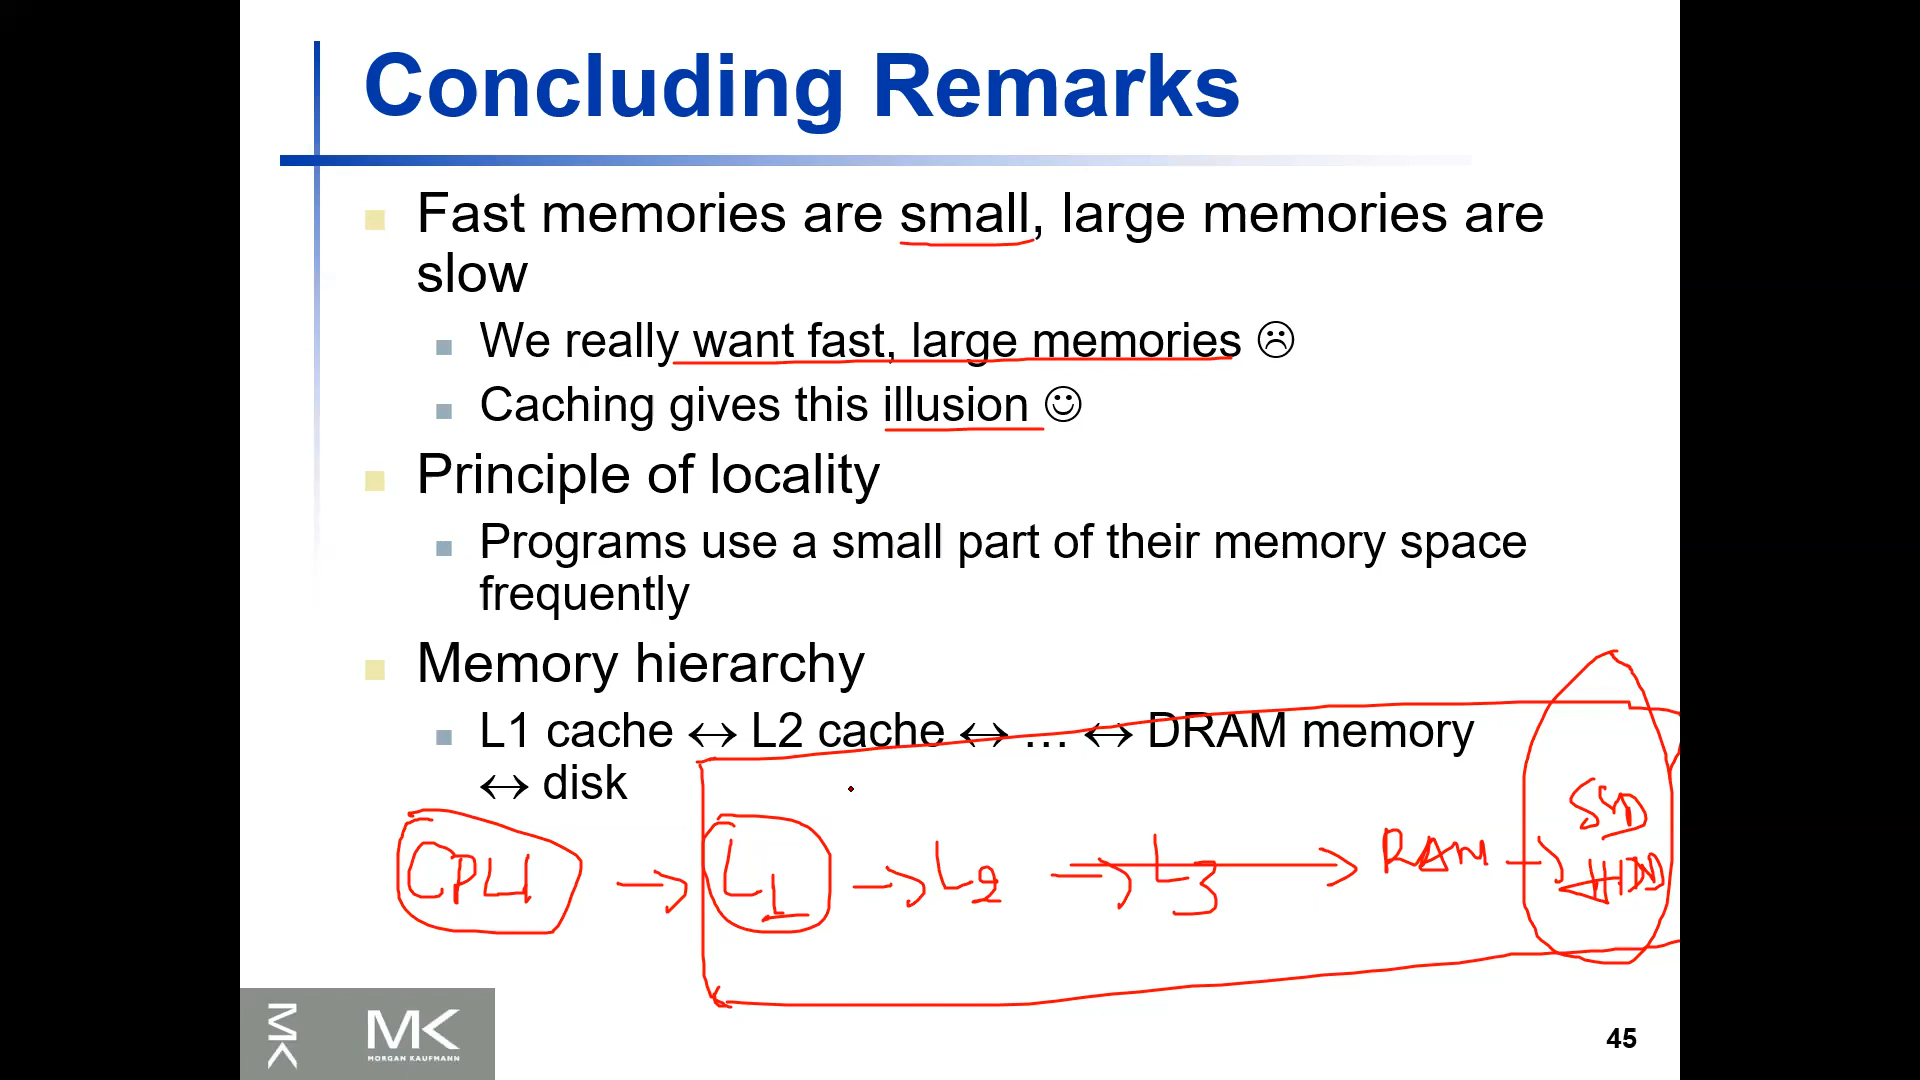 Concluding Remarks
Fast memories are small, large memories are
slow
We really want fast, large memories ☹
Caching gives this illusion ☺
Principle of locality
Programs use a small part of their memory space
frequently
Memory hierarchy
L1 cache ↔ L2 cache ↔ … ↔ DRAM memory
↔ disk
CPU → L1 → L2 → L3 → RAM → SSD
HDD
MK MK
MORGAN KAUFMANN
45